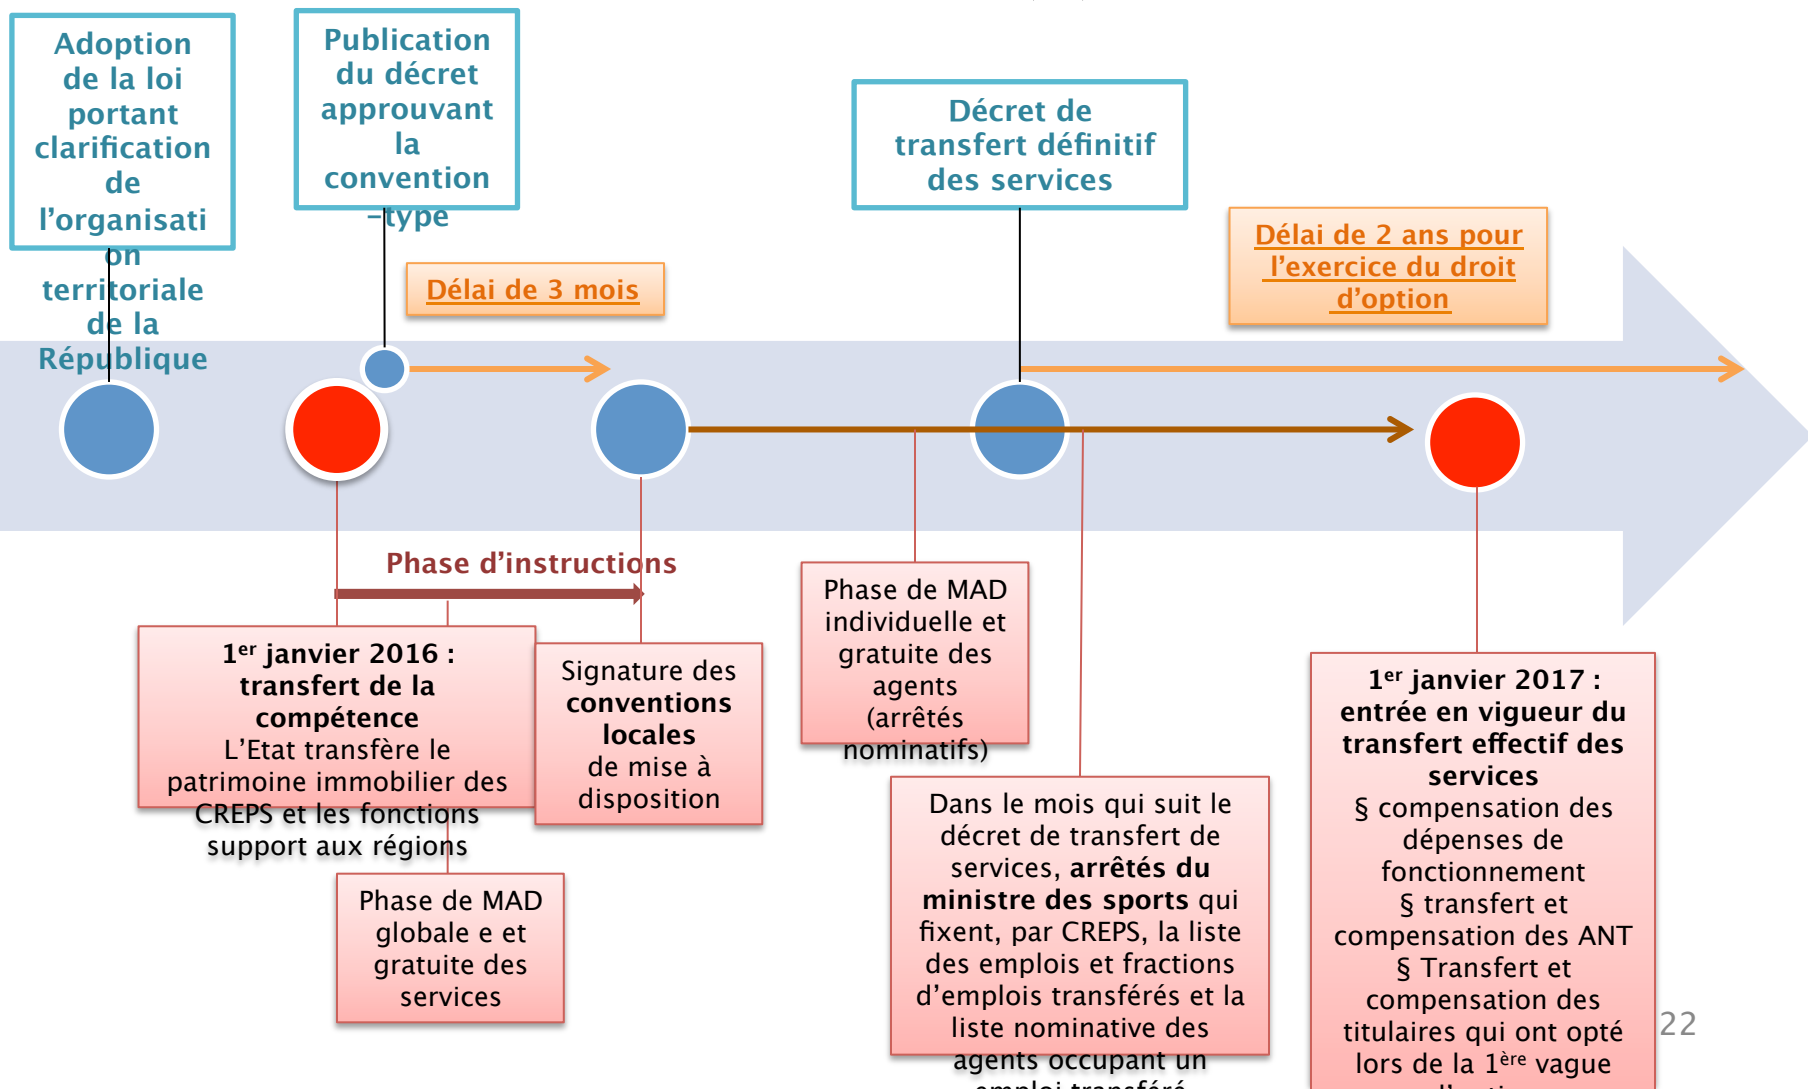 Adoption
de la loi
portant
clarification
de
l’organisati
on
territoriale
de la
République
Publication
du décret
approuvant
la
convention
-type
Décret de
transfert définitif
des services
Délai de 3 mois
Délai de 2 ans pour
l’exercice du droit
d’option
Phase d’instructions
1er janvier 2016 :
transfert de la
compétence
L’Etat transfère le
patrimoine immobilier des
CREPS et les fonctions
support aux régions
Signature des
conventions
locales
de mise à
disposition
Phase de MAD
globale e et
gratuite des
services
Phase de MAD
individuelle et
gratuite des
agents
(arrêtés
nominatifs)
Dans le mois qui suit le
décret de transfert de
services, arrêtés du
ministre des sports qui
fixent, par CREPS, la liste
des emplois et fractions
d’emplois transférés et la
liste nominative des
agents occupant un
emploi transféré
1er janvier 2017 :
entrée en vigueur du
transfert effectif des
services
§ compensation des
dépenses de
fonctionnement
§ transfert et
compensation des ANT
§ Transfert et
compensation des
titulaires qui ont opté
lors de la 1ère vague
22